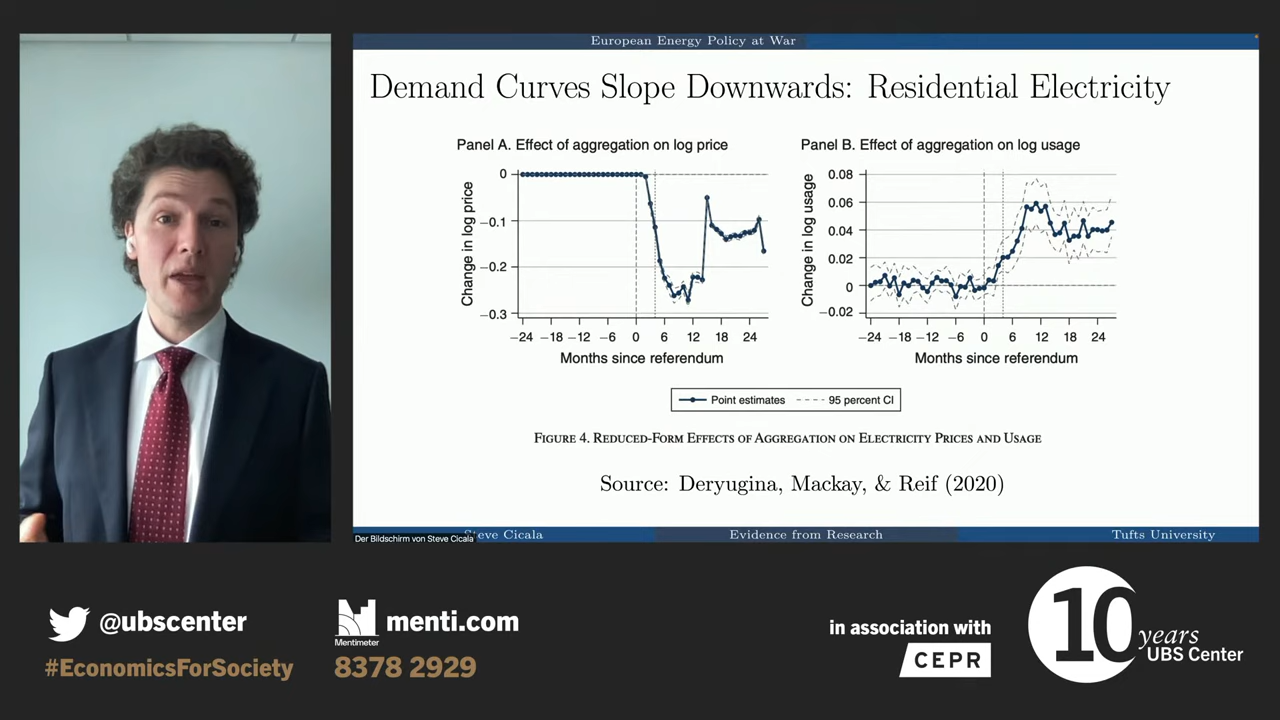 European Energy Policy at War
Demand Curves Slope Downwards: Residential Electricity
Panel A. Effect of aggregation on log price
Change in log price
0
−0.1
−0.2
−0.3
−24 −18 −12 −6 0 6 12 18 24
Months since referendum
Panel B. Effect of aggregation on log usage
Change in log usage
0.08
0.06
0.04
0.02
0
−0.02
−24 −18 −12 −6 0 6 12 18 24
Months since referendum
Point estimates 95 percent CI
Figure 4. Reduced-Form Effects of Aggregation on Electricity Prices and Usage
Source: Deryugina, Mackay, & Reif (2020)
Der Bildschirm von Steve Cicala
eve Cicala Evidence from Research Tufts University
@ubscenter
#EconomicsForSociety
Mentimeter
menti.com
8378 2929
in association with
CEPR
10 years
UBS Center